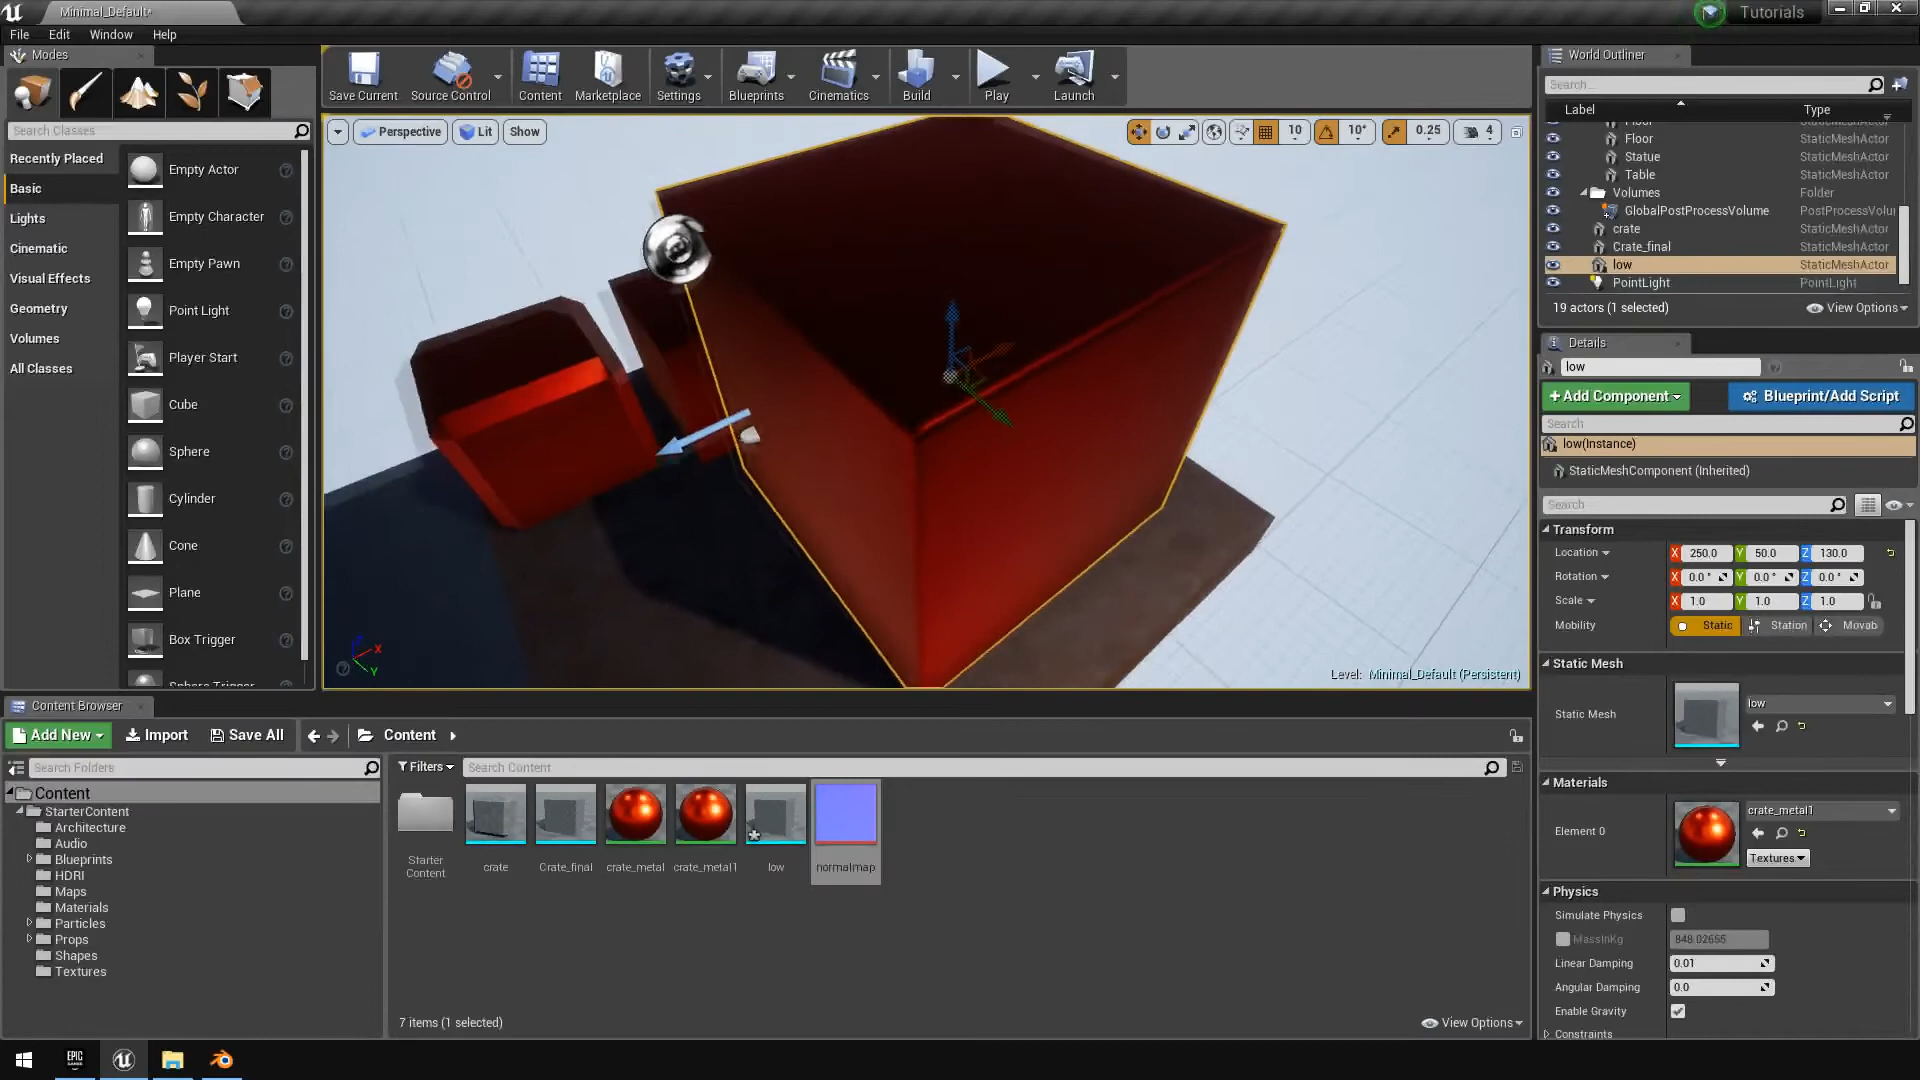 Minimal_Default*
Tutorials
File Edit Window Help
Modes
Search Classes
Recently Placed
Basic
Lights
Cinematic
Visual Effects
Geometry
Volumes
All Classes
Empty Actor
Empty Character
Empty Pawn
Point Light
Player Start
Cube
Sphere
Cylinder
Cone
Plane
Box Trigger
Sphere Trigger
Save Current Source Control Content Marketplace Settings Blueprints Cinematics Build Play Launch
Perspective Lit Show
10 10° 0.25 4
X
Y
Z
X
Y
Level: Minimal_Default (Persistent)
World Outliner
Search...
Label Type
Floor
Floor StaticMeshActor
Statue StaticMeshActor
Table StaticMeshActor
Volumes Folder
GlobalPostProcessVolume PostProcessVolu
crate StaticMeshActor
Crate_final StaticMeshActor
low StaticMeshActor
PointLight PointLight
19 actors (1 selected) View Options
Details
low
+Add Component Blueprint/Add Script
Search
low(Instance)
StaticMeshComponent (Inherited)
Search
Transform
Location X 250.0 Y 50.0 Z 130.0
Rotation X 0.0° Y 0.0° Z 0.0°
Scale X 1.0 Y 1.0 Z 1.0
Mobility Static Station Movab
Static Mesh
Static Mesh low
Materials
Element 0 crate_metal1
Textures
Physics
Simulate Physics
MassInKg 848.02655
Linear Damping 0.01
Angular Damping 0.0
Enable Gravity
Constraints
Content Browser
Add New Import Save All Content
Search Folders
Filters Search Content
Content
StarterContent
Architecture
Audio
Blueprints
HDRI
Maps
Materials
Particles
Props
Shapes
Textures
Starter
Content
crate
Crate_final
crate_metal
crate_metal1
low
normalmap
7 items (1 selected) View Options
EPIC
GAMES